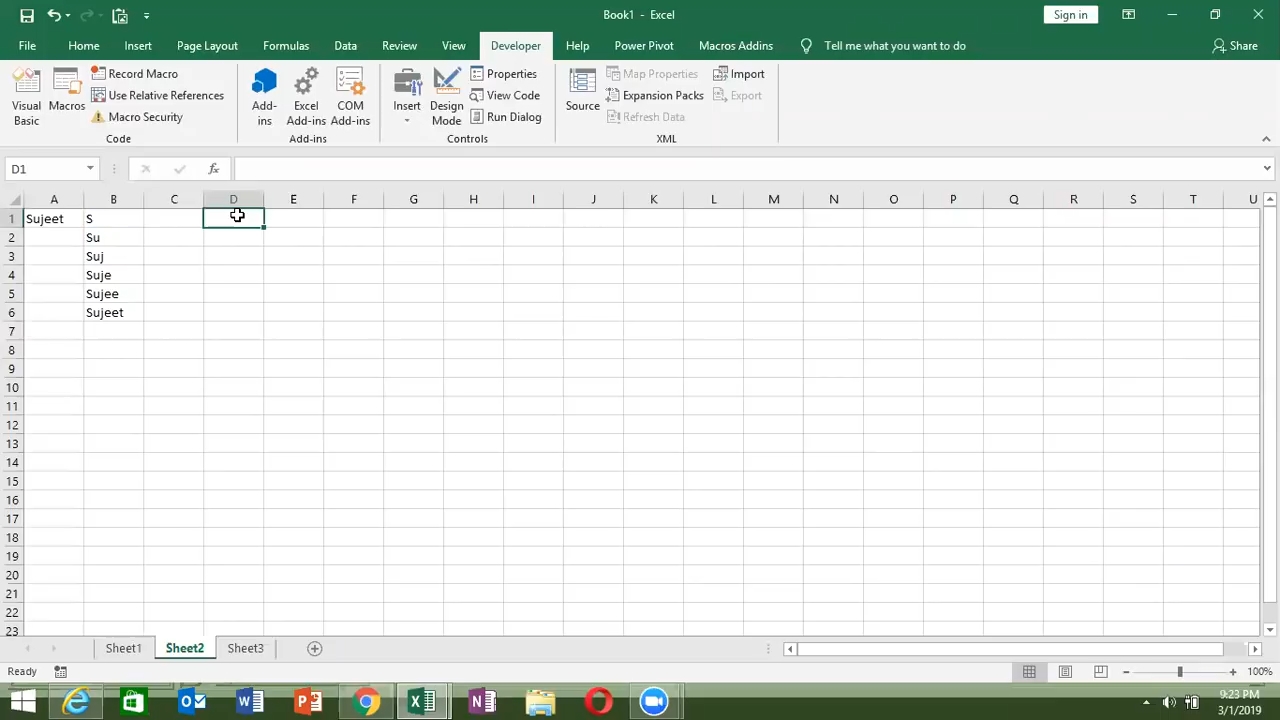 Book1 - Excel
Sign in
File Home Insert Page Layout Formulas Data Review View Developer Help Power Pivot Macros Addins Tell me what you want to do Share
Visual Basic
Macros
Record Macro
Use Relative References
Macro Security
Code
Add-ins
Excel Add-ins
COM Add-ins
Add-ins
Insert
Design Mode
Properties
View Code
Run Dialog
Controls
Source
Map Properties
Expansion Packs
Refresh Data
Import
Export
XML
D1
fx
A B C D E F G H I J K L M N O P Q R S T U
1 Sujeet S
2 Su
3 Suj
4 Suje
5 Sujee
6 Sujeet
7
8
9
10
11
12
13
14
15
16
17
18
19
20
21
22
23
Sheet1 Sheet2 Sheet3
Ready
100%
9:23 PM
3/1/2019